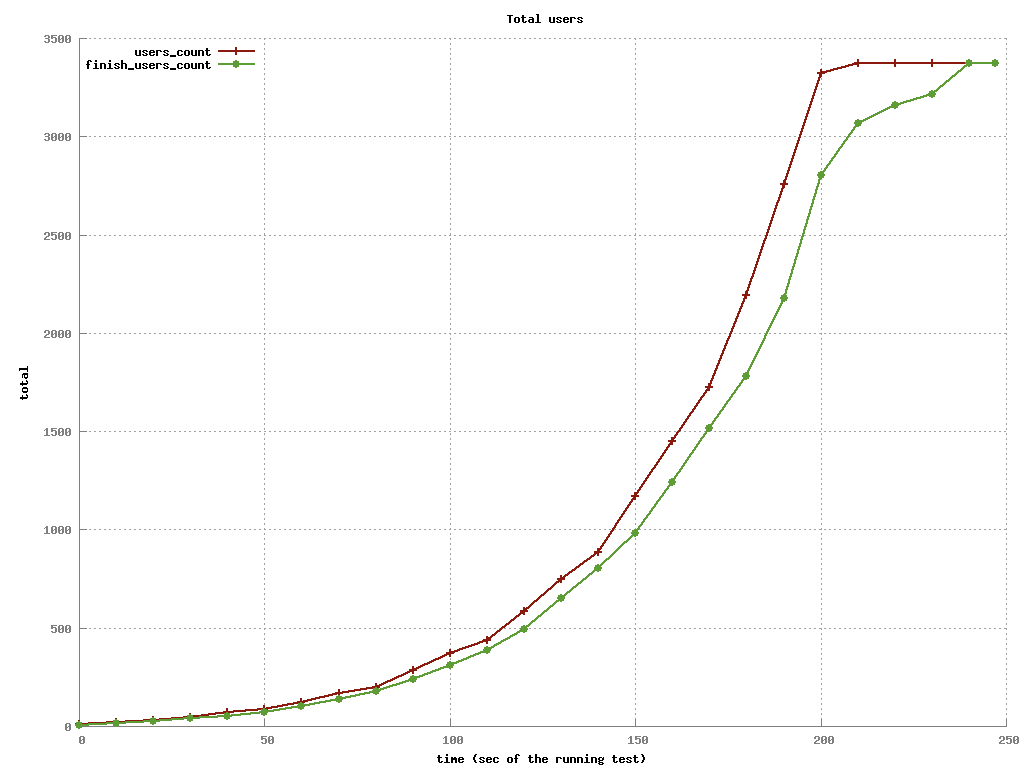 Total users
3500
users_count
finish_users_count
3000
2500
2000
total
1500
1000
500
0
0 50 100 150 200 250
time (sec of the running test)